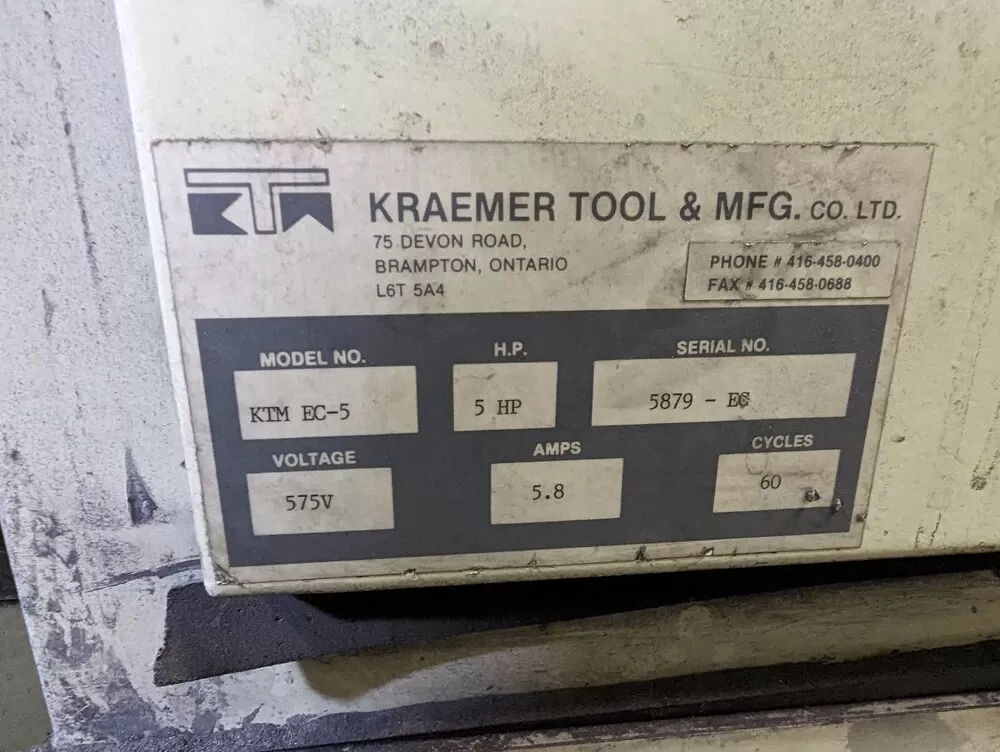 KTM
KRAEMER TOOL & MFG. CO. LTD.
75 DEVON ROAD,
BRAMPTON, ONTARIO
L6T 5A4
PHONE # 416-458-0400
FAX # 416-458-0688
MODEL NO.
H.P.
SERIAL NO.
KTM EC-5
5 HP
5879 - EC
VOLTAGE
AMPS
CYCLES
575V
5.8
60